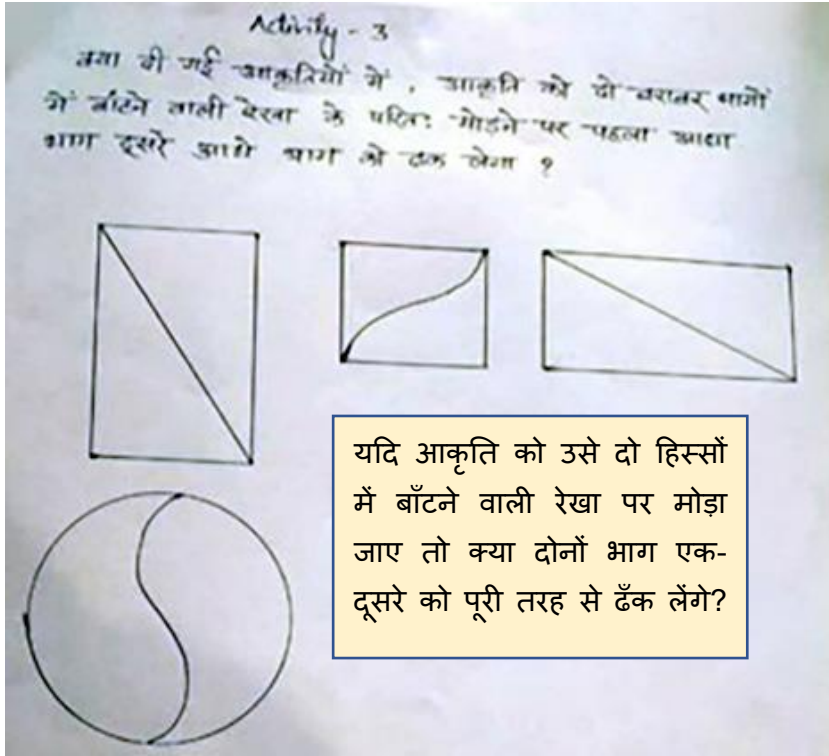 Activity - 3
क्या दी गई आकृतियों में, आकृति को दो बराबर भागों
में बाँटने वाली रेखा के परित: मोड़ने पर पहला आधा
भाग दूसरे आधे भाग को ढक लेगा ?
यदि आकृति को उसे दो हिस्सों
में बाँटने वाली रेखा पर मोड़ा
जाए तो क्या दोनों भाग एक-
दूसरे को पूरी तरह से ढँक लेंगे?